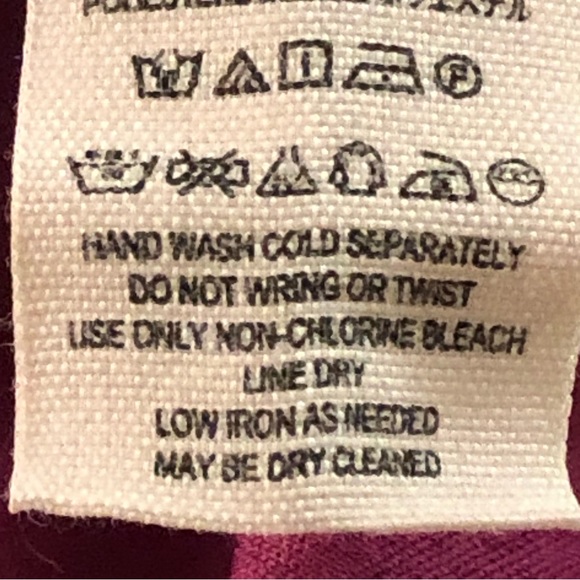 HAND WASH COLD SEPARATELY
DO NOT WRING OR TWIST
USE ONLY NON-CHLORINE BLEACH
LINE DRY
LOW IRON AS NEEDED
MAY BE DRY CLEANED